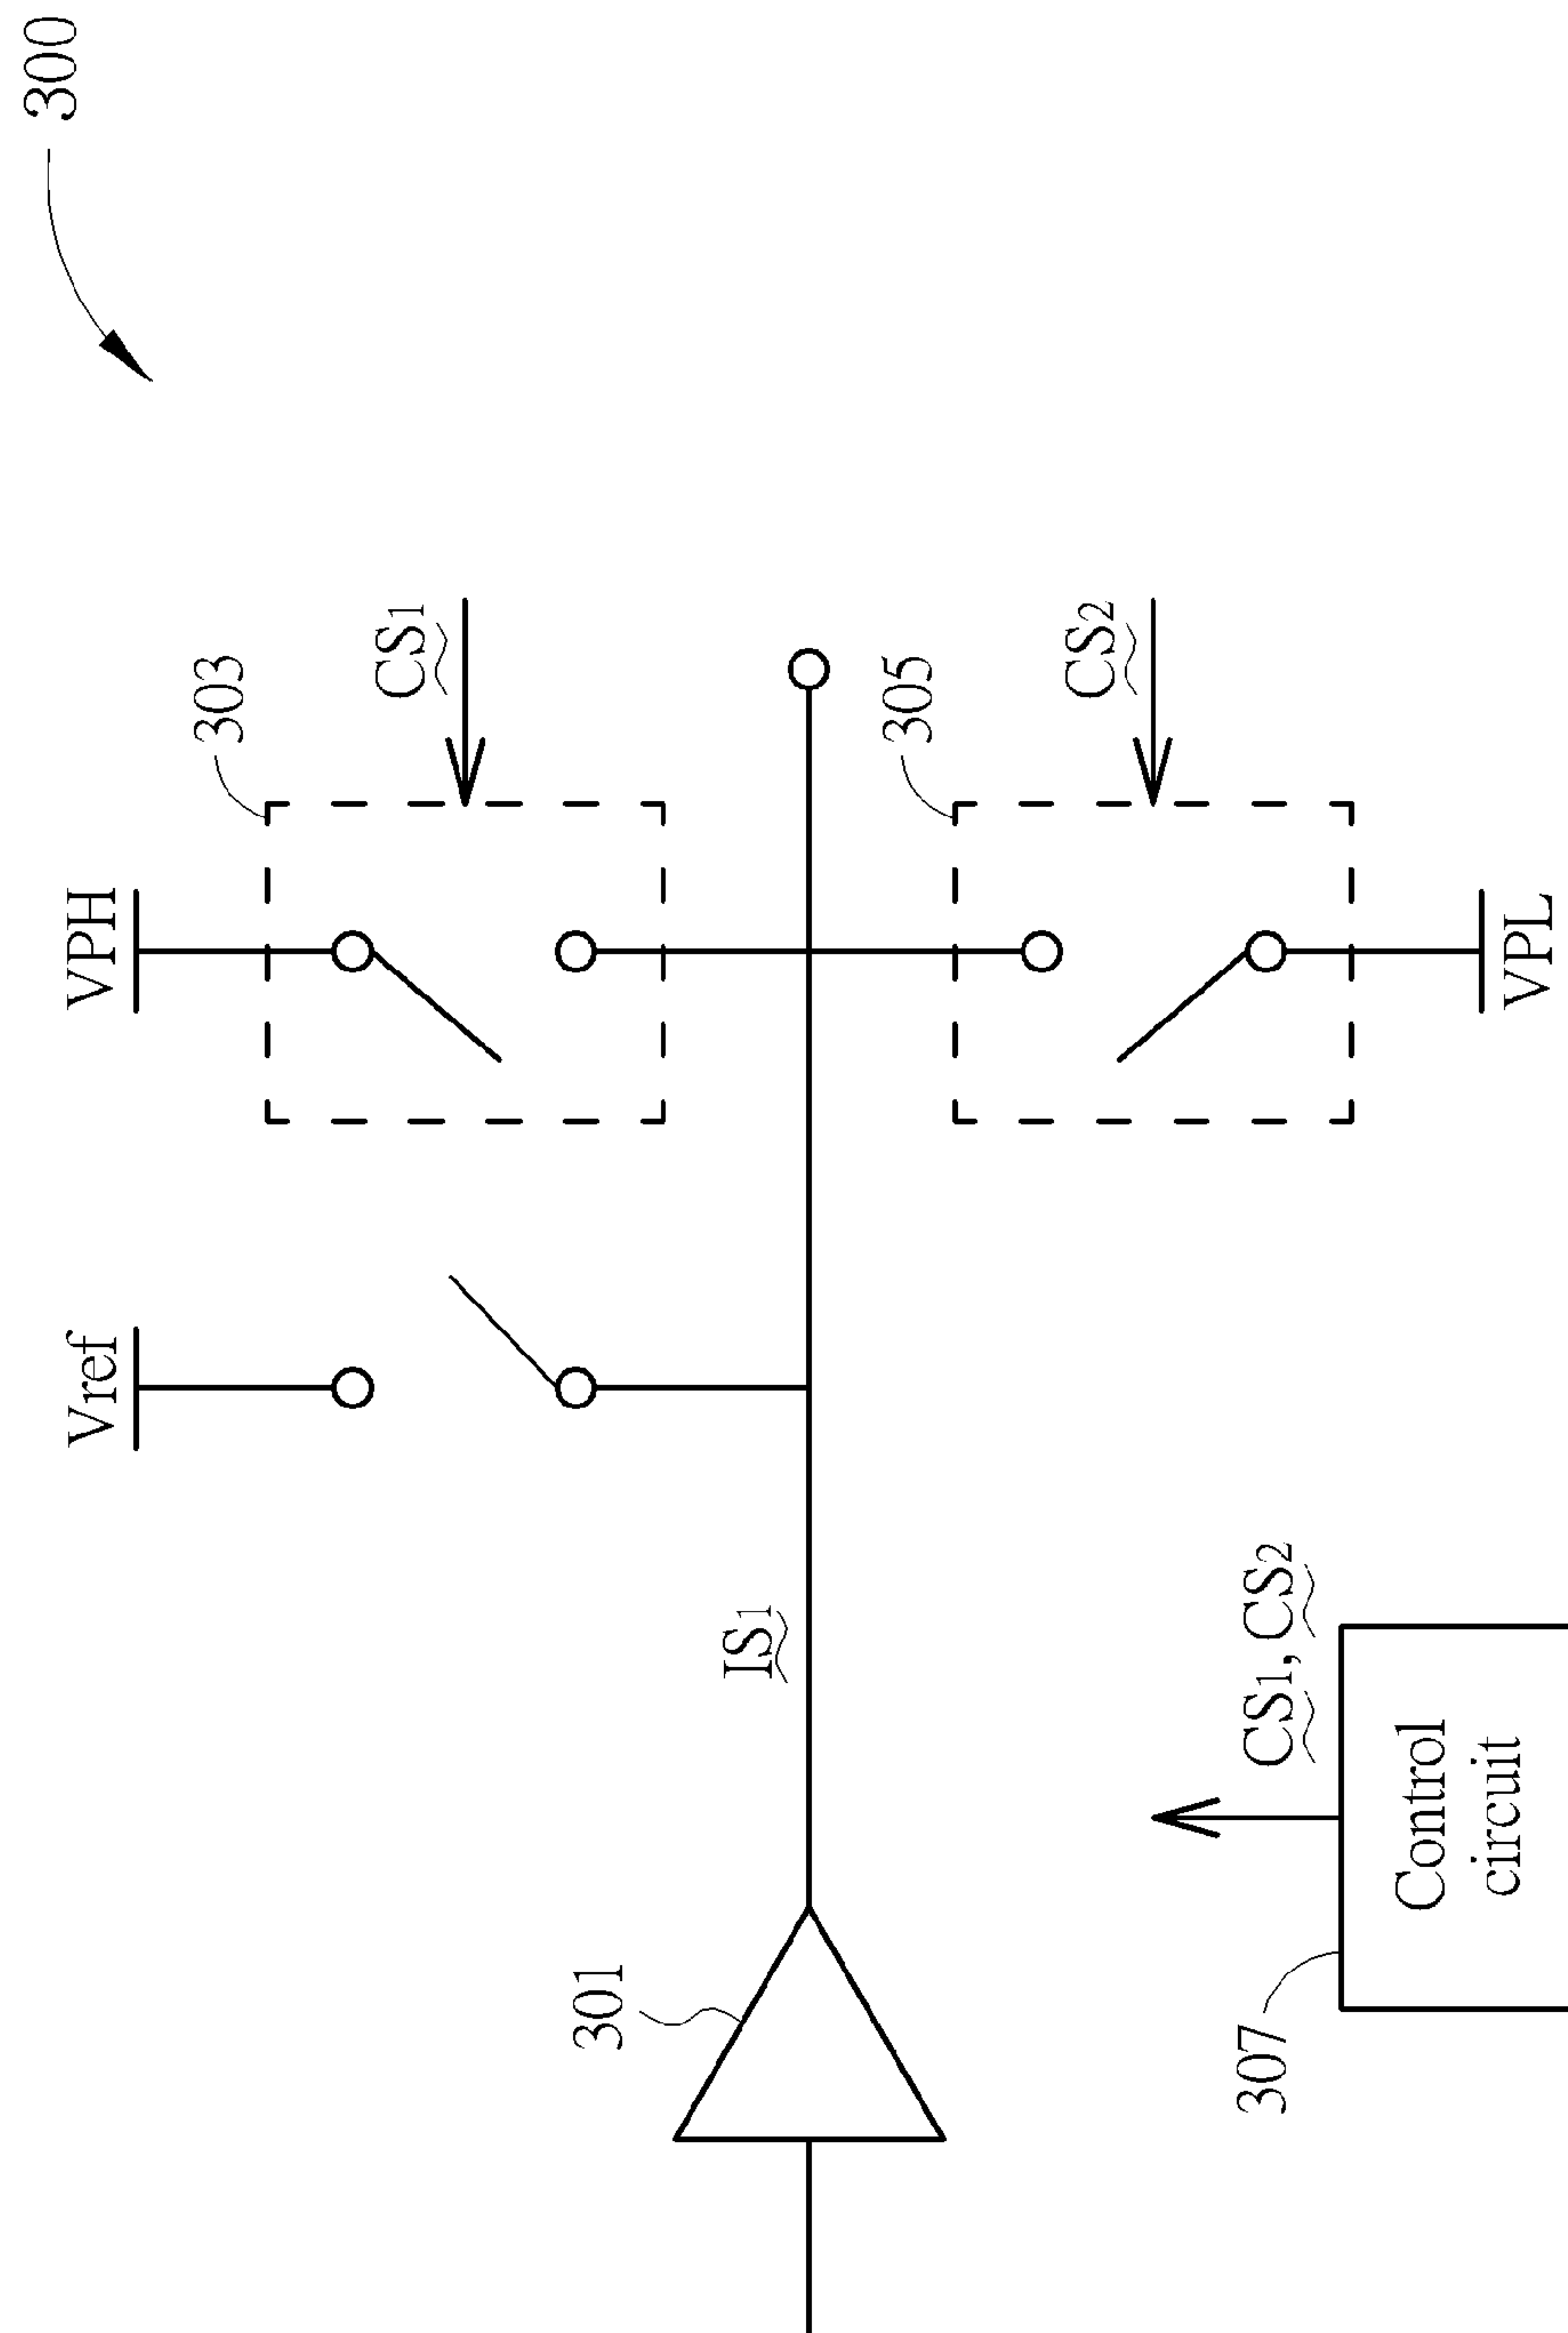 300
Vref
VPH
303
CS1
301
IS1
305
CS2
307
CS1, CS2
Control
circuit
VPL